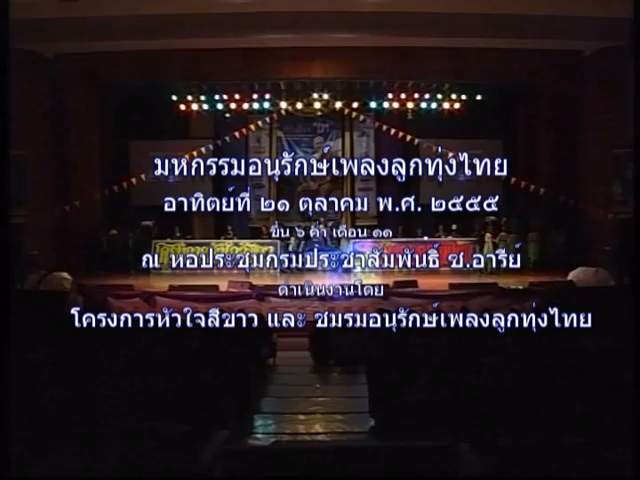 มหกรรมอนุรักษ์เพลงลูกทุ่งไทย
อาทิตย์ที่ ๒๑ ตุลาคม พ.ศ. ๒๕๕๕
ขึ้น ๖ ค่ำ เดือน ๑๑
ณ หอประชุมกรมประชาสัมพันธ์ ซ.อารีย์
ดำเนินงานโดย
โครงการหัวใจสีขาว และ ชมรมอนุรักษ์เพลงลูกทุ่งไทย